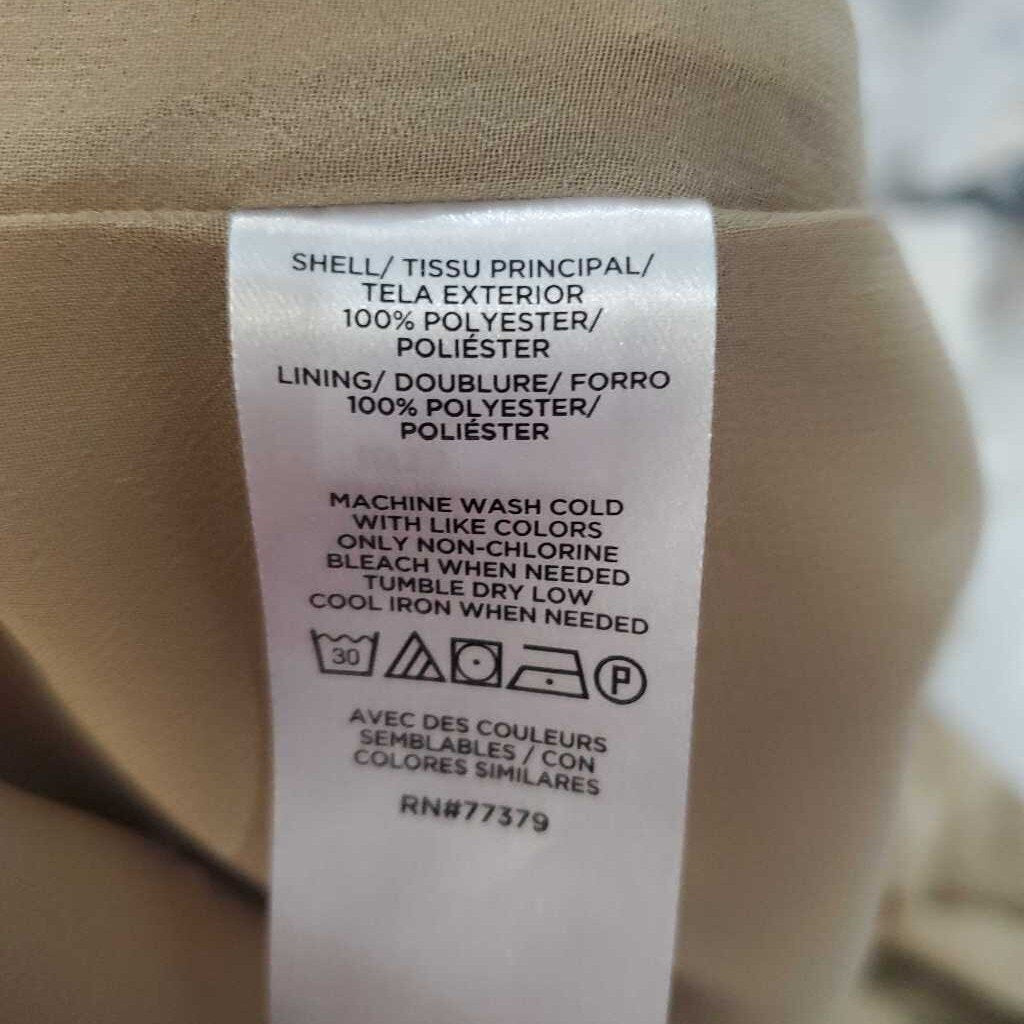 SHELL/ TISSU PRINCIPAL/
TELA EXTERIOR
100% POLYESTER/
POLIÉSTER
LINING/ DOUBLURE/ FORRO
100% POLYESTER/
POLIÉSTER
MACHINE WASH COLD
WITH LIKE COLORS
ONLY NON-CHLORINE
BLEACH WHEN NEEDED
TUMBLE DRY LOW
COOL IRON WHEN NEEDED
30 P
AVEC DES COULEURS
SEMBLABLES / CON
COLORES SIMILARES
RN#77379